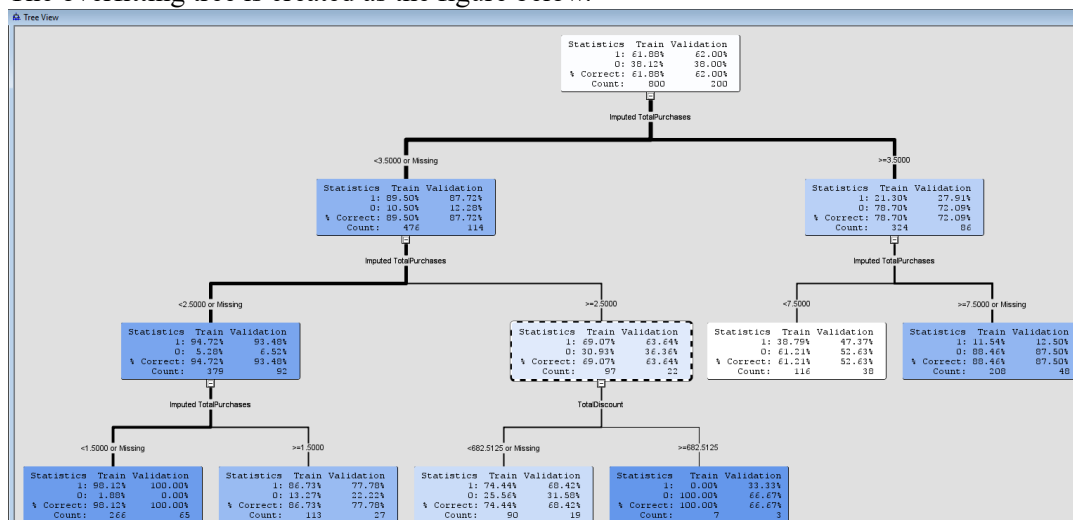 The overfitting tree is created as the figure below.
Tree View
Statistics Train Validation
1: 61.88% 62.00%
0: 38.12% 38.00%
% Correct: 61.88% 62.00%
Count: 800 200
Imputed TotalPurchases
<3.5000 or Missing
>=3.5000
Statistics Train Validation
1: 89.50% 87.72%
0: 10.50% 12.28%
% Correct: 89.50% 87.72%
Count: 476 114
Statistics Train Validation
1: 21.30% 27.91%
0: 78.70% 72.09%
% Correct: 78.70% 72.09%
Count: 324 86
Imputed TotalPurchases
Imputed TotalPurchases
<2.5000 or Missing
>=2.5000
<7.5000
>=7.5000 or Missing
Statistics Train Validation
1: 94.72% 93.48%
0: 5.28% 6.52%
% Correct: 94.72% 93.48%
Count: 379 92
Statistics Train Validation
1: 69.07% 63.64%
0: 30.93% 36.36%
% Correct: 69.07% 63.64%
Count: 97 22
Statistics Train Validation
1: 38.79% 47.37%
0: 61.21% 52.63%
% Correct: 61.21% 52.63%
Count: 116 38
Statistics Train Validation
1: 11.54% 12.50%
0: 88.46% 87.50%
% Correct: 88.46% 87.50%
Count: 208 48
Imputed TotalPurchases
TotalDiscount
<1.5000 or Missing
>=1.5000
<682.5125 or Missing
>=682.5125
Statistics Train Validation
1: 98.12% 100.00%
0: 1.88% 0.00%
% Correct: 98.12% 100.00%
Count: 266 65
Statistics Train Validation
1: 86.73% 77.78%
0: 13.27% 22.22%
% Correct: 86.73% 77.78%
Count: 113 27
Statistics Train Validation
1: 74.44% 68.42%
0: 25.56% 31.58%
% Correct: 74.44% 68.42%
Count: 90 19
Statistics Train Validation
1: 0.00% 33.33%
0: 100.00% 66.67%
% Correct: 100.00% 66.67%
Count: 7 3